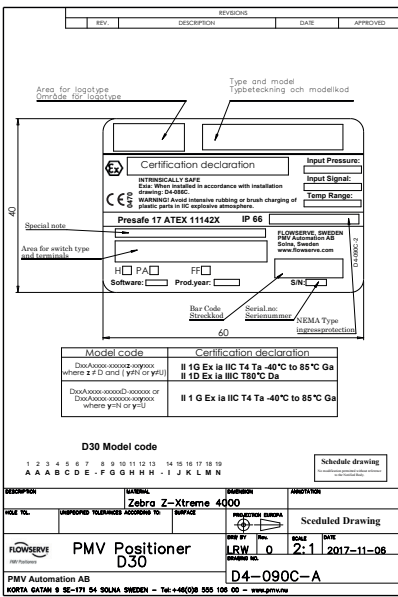 REVISIONS
REV. DESCRIPTION DATE APPROVED
Area for logotype
Område för logotype
Type and model
Typbeteckning och modellkod
40
Certification declaration
INTRINSICALLY SAFE
Exia: When installed in accordance with installation
drawing: D4-086C.
WARNING! Avoid intensive rubbing or brush charging of
plastic parts in IIC explosive atmosphere.
Ex
CE 0470
Input Pressure:
Input Signal:
Temp Range:
Presafe 17 ATEX 11142X IP 66
Special note
Area for switch type
and terminals
FLOWSERVE, SWEDEN
PMV Automation AB
Solna, Sweden
www.flowserve.com
D4-090C-2
H PA FF
Software: Prod.year: S/N:
Bar Code
Streckkod
Serial.no:
Serienummer
NEMA Type
ingressprotection
60
Model code Certification declaration
DxxAxxxx-xxxxxz-xxyxxx
where z ≠ D and ( y≠N or y≠U)
II 1G Ex ia IIC T4 Ta -40°C to 85°C Ga
II 1D Ex ia IIIC T80°C Da
DxxAxxxx-xxxxxD-xxxxxx or
DxxAxxxx-xxxxxx-xxyxxx
where y=N or y=U
II 1 G Ex ia IIC T4 Ta -40°C to 85°C Ga
D30 Model code
1 2 3 4 5 6 7 8 9 10 11 12 13 14 15 16 17 18 19
A A A B C D E - F G G H H H - I J K L M N
Schedule drawing
DESCRIPTION MATERIAL DIMENSION ANNOTATION
Zebra Z-Xtreme 4000
HOLE TOL. UNSPECIFIED TOLERANCES ACCORDING TO: SURFACE PROJECTION EUROPA
Sceduled Drawing
FLOWSERVE
PMV Positioner
D30
DRW BY Rev. SCALE DATE
LRW 0 2:1 2017-11-06
DRAWING NO.
D4-090C-A
PMV Automation AB
KORTA GATAN 9 SE-171 54 SOLNA SWEDEN - Tel:+46(0)8 555 106 00 - www.pmv.nu